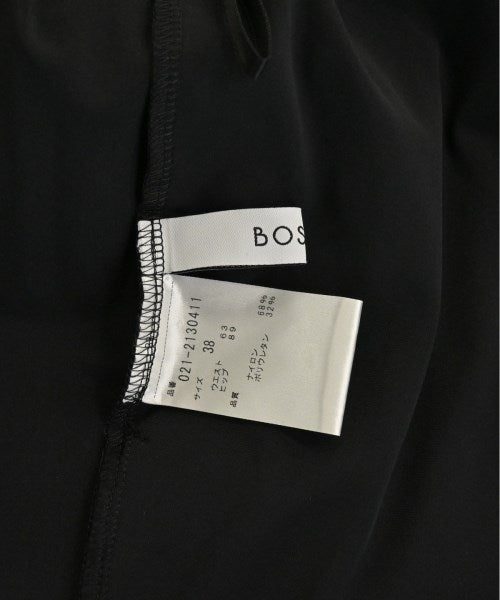 BOS
品番 021-2130411
サイズ 38
ウエスト 63
ヒップ 89
品質 ナイロン 68%
ポリウレタン 32%